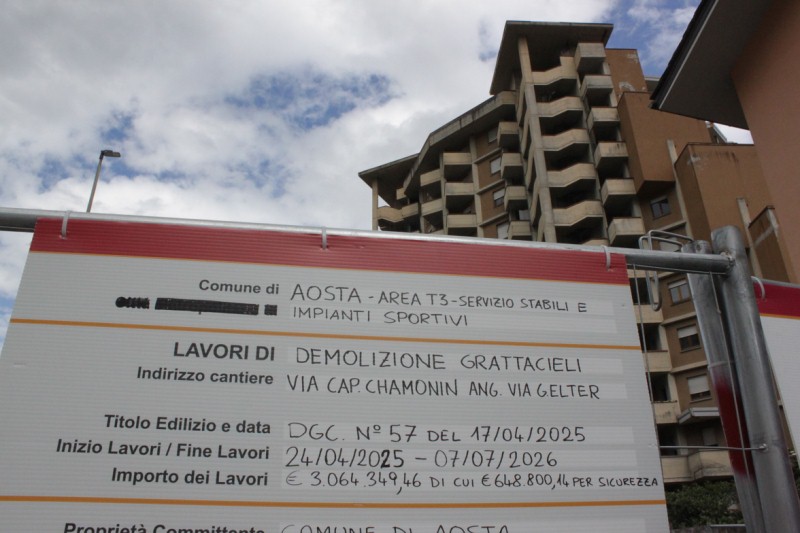 Comune di AOSTA - AREA T3 - SERVIZIO STABILI E
IMPIANTI SPORTIVI
LAVORI DI DEMOLIZIONE GRATTACIELI
Indirizzo cantiere VIA CAP. CHAMONIN ANG. VIA GELTER
Titolo Edilizio e data DGC. Nº 57 DEL 17/04/2025
Inizio Lavori / Fine Lavori 24/04/2025 - 07/07/2026
Importo dei Lavori € 3.064.349,46 DI CUI € 648.800,14 PER SICUREZZA
Proprietà Committente COMUNE DI AOSTA